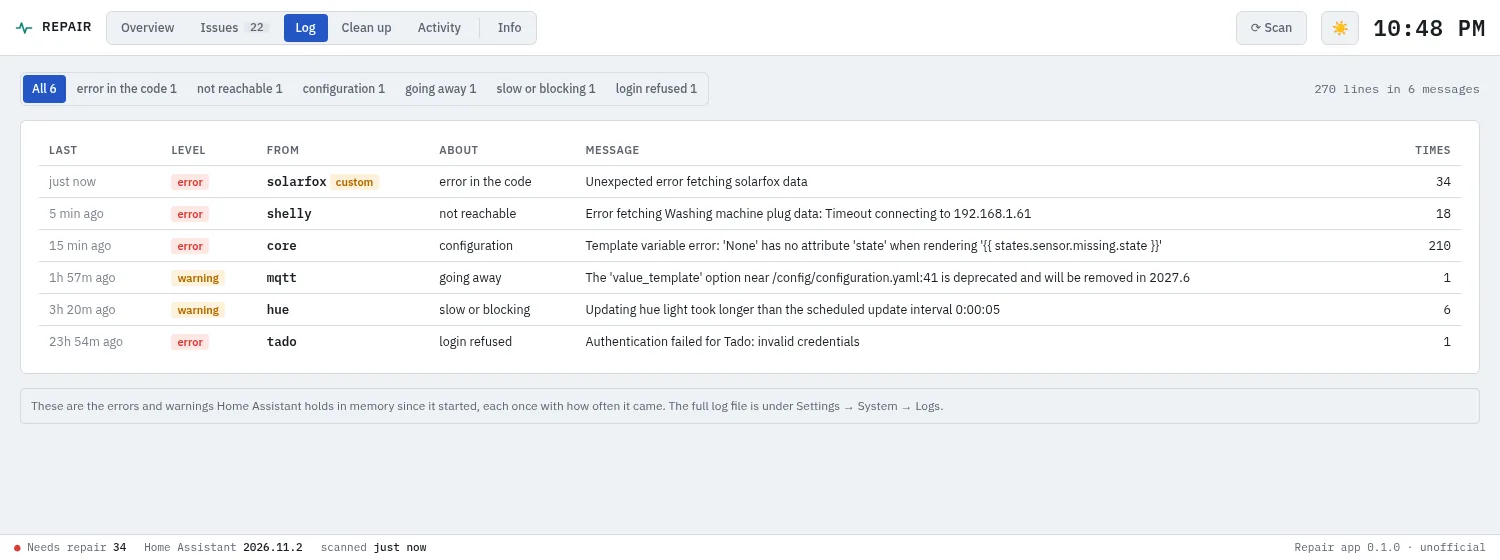 REPAIR Overview Issues 22 Log Clean up Activity Info ⟳ Scan 10:48 PM
All 6 error in the code 1 not reachable 1 configuration 1 going away 1 slow or blocking 1 login refused 1 270 lines in 6 messages
LAST LEVEL FROM ABOUT MESSAGE TIMES
just now error solarfox custom error in the code Unexpected error fetching solarfox data 34
5 min ago error shelly not reachable Error fetching Washing machine plug data: Timeout connecting to 192.168.1.61 18
15 min ago error core configuration Template variable error: 'None' has no attribute 'state' when rendering '{{ states.sensor.missing.state }}' 210
1h 57m ago warning mqtt going away The 'value_template' option near /config/configuration.yaml:41 is deprecated and will be removed in 2027.6 1
3h 20m ago warning hue slow or blocking Updating hue light took longer than the scheduled update interval 0:00:05 6
23h 54m ago error tado login refused Authentication failed for Tado: invalid credentials 1
These are the errors and warnings Home Assistant holds in memory since it started, each once with how often it came. The full log file is under Settings → System → Logs.
Needs repair 34 Home Assistant 2026.11.2 scanned just now Repair app 0.1.0 · unofficial